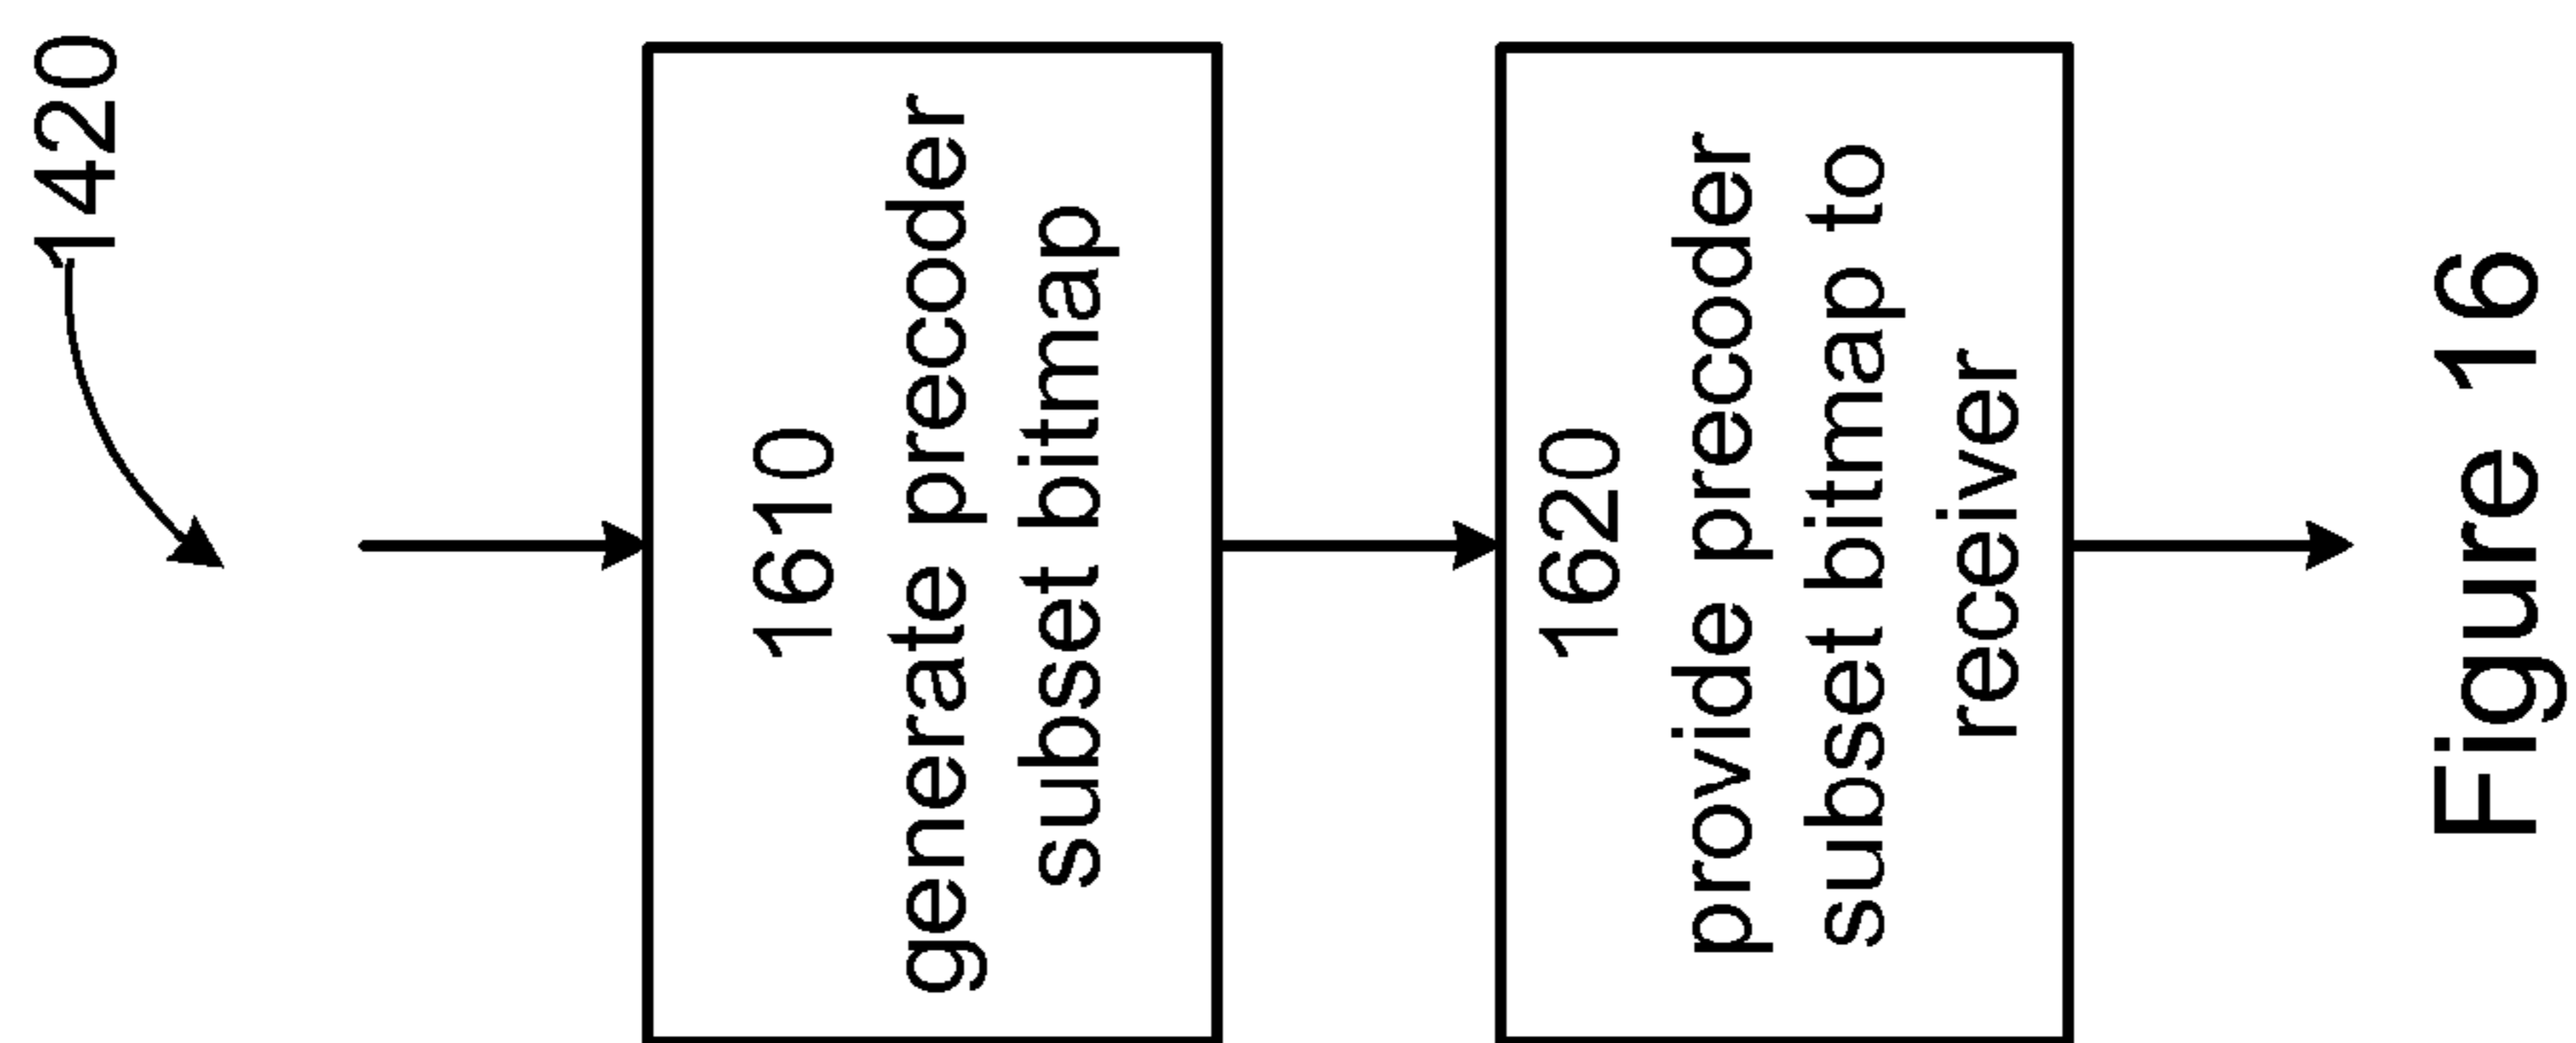 1420
1610
generate precoder
subset bitmap
1620
provide precoder
subset bitmap to
receiver
Figure 16